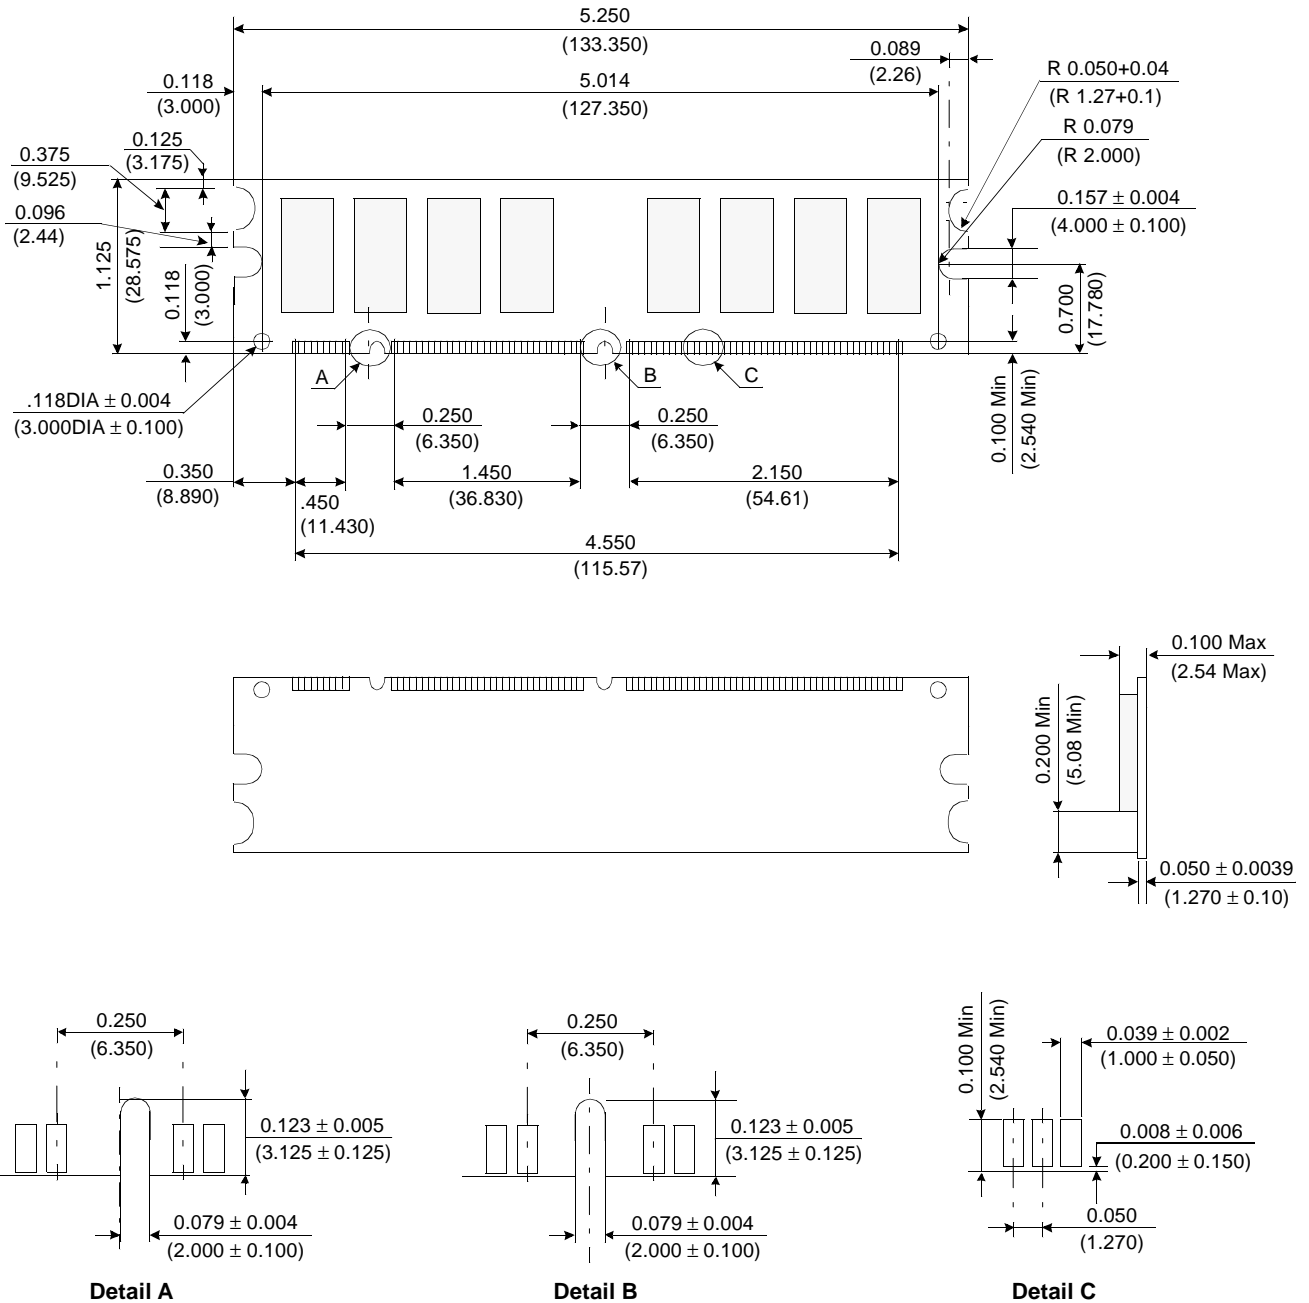 5.250
(133.350)
0.089
(2.26)
R 0.050+0.04
(R 1.27+0.1)
0.118
(3.000)
5.014
(127.350)
R 0.079
(R 2.000)
0.125
(3.175)
0.375
(9.525)
0.157 ± 0.004
(4.000 ± 0.100)
0.096
(2.44)
1.125
(28.575)
0.118
(3.000)
0.700
(17.780)
A
B
C
.118DIA ± 0.004
(3.000DIA ± 0.100)
0.250
(6.350)
0.250
(6.350)
0.100 Min
(2.540 Min)
0.350
(8.890)
.450
(11.430)
1.450
(36.830)
2.150
(54.61)
4.550
(115.57)
0.100 Max
(2.54 Max)
0.200 Min
(5.08 Min)
0.050 ± 0.0039
(1.270 ± 0.10)
0.250
(6.350)
0.123 ± 0.005
(3.125 ± 0.125)
0.079 ± 0.004
(2.000 ± 0.100)
Detail A
0.250
(6.350)
0.123 ± 0.005
(3.125 ± 0.125)
0.079 ± 0.004
(2.000 ± 0.100)
Detail B
0.100 Min
(2.540 Min)
0.039 ± 0.002
(1.000 ± 0.050)
0.008 ± 0.006
(0.200 ± 0.150)
0.050
(1.270)
Detail C